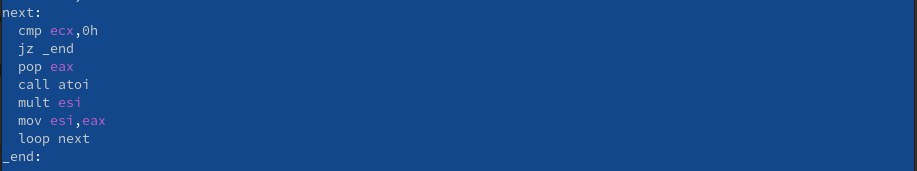 next:
cmp ecx,0h
jz _end
pop eax
call atoi
mult esi
mov esi,eax
loop next
_end: